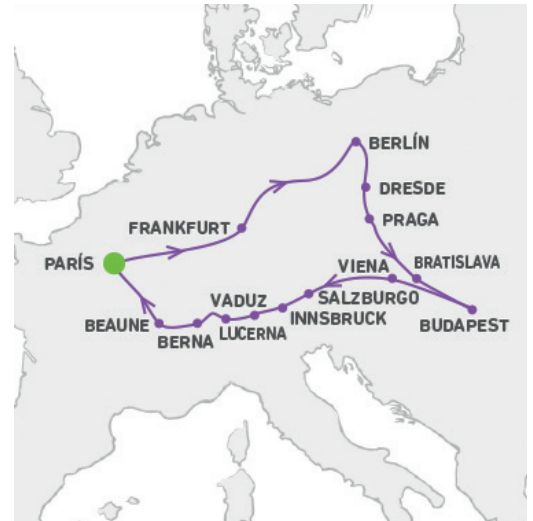 BERLÍN
DRESDE
PRAGA
FRANKFURT
PARÍS
VIENA
BRATISLAVA
SALZBURGO
VADUZ
INNSBRUCK
BUDAPEST
BEAUNE
LUCERNA
BERNA